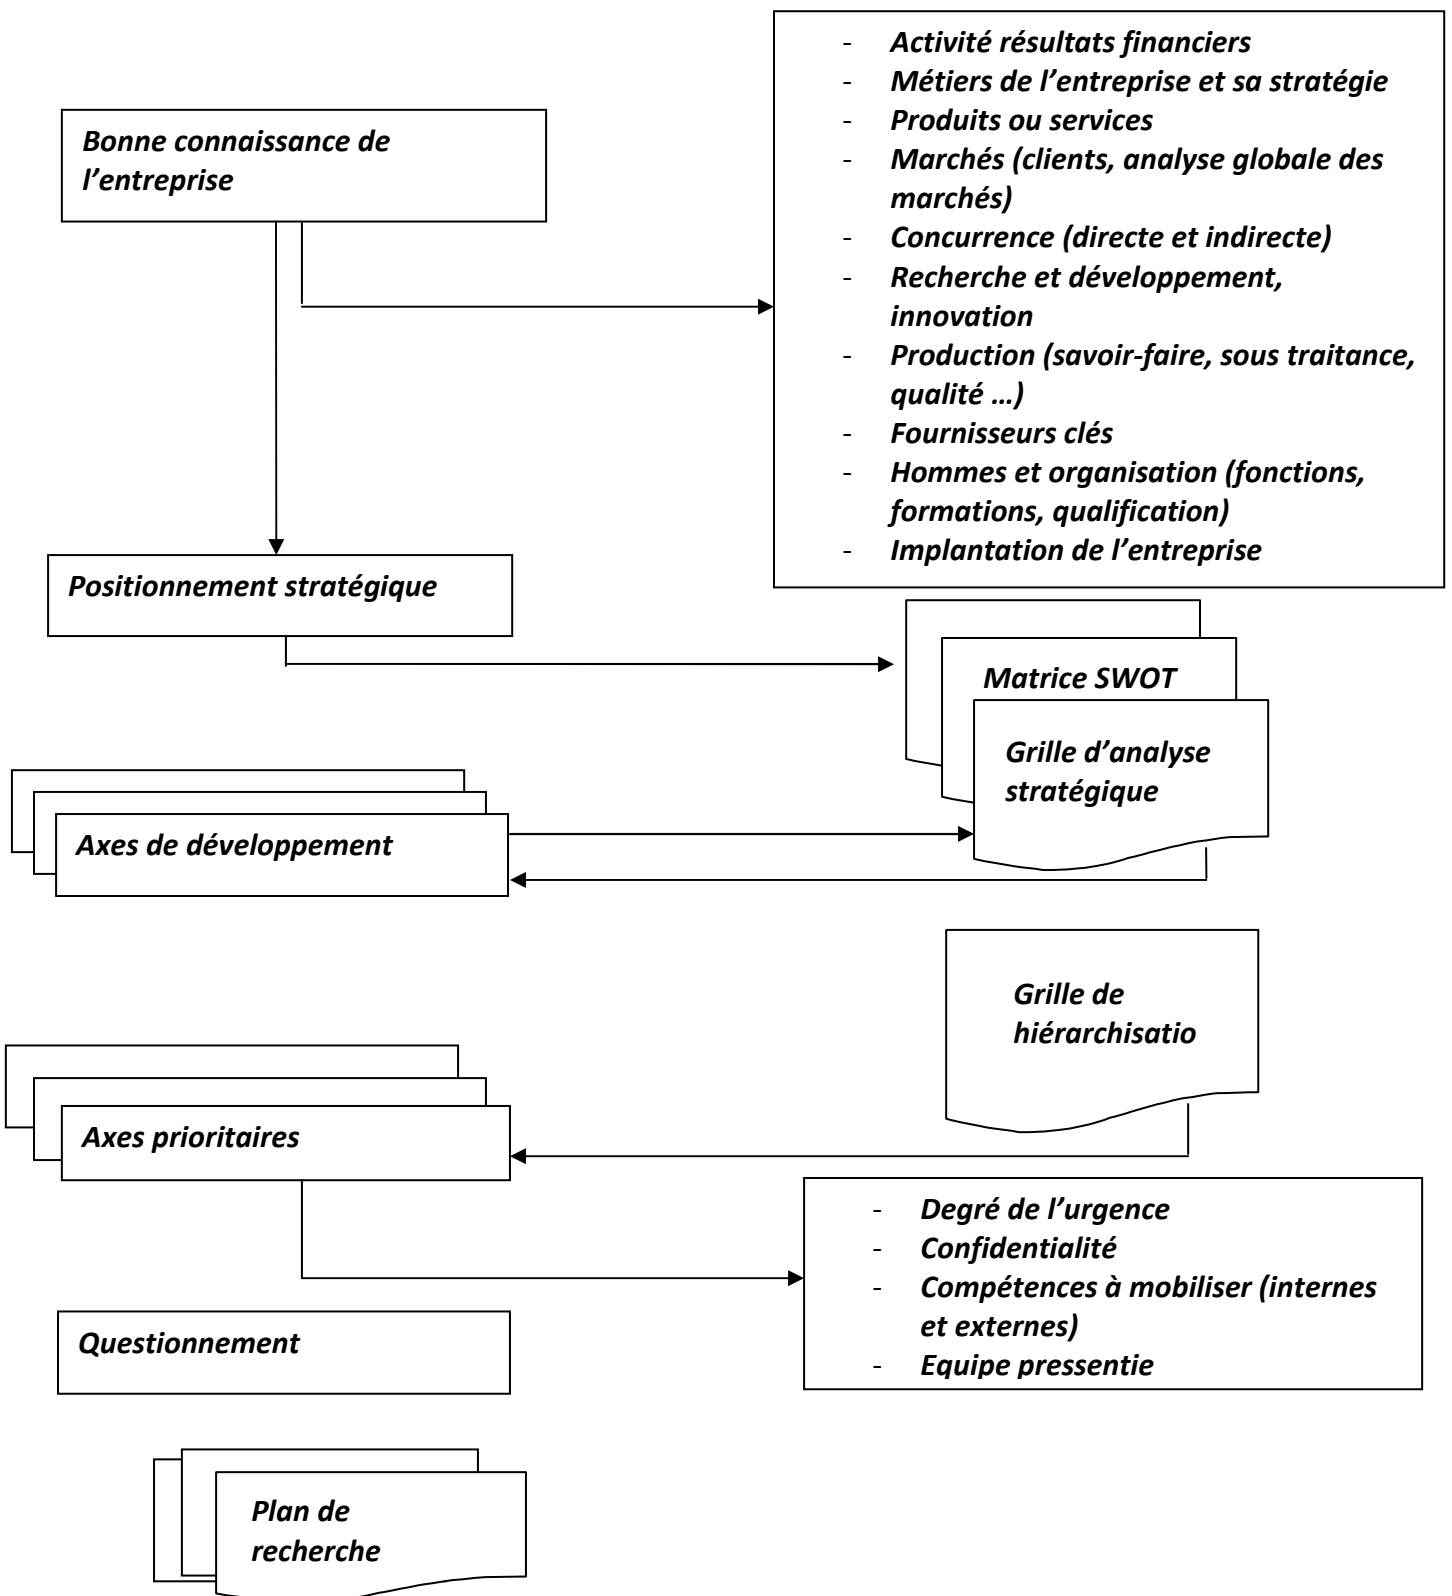 - Activité résultats financiers
- Métiers de l’entreprise et sa stratégie
- Produits ou services
- Marchés (clients, analyse globale des
marchés)
- Concurrence (directe et indirecte)
- Recherche et développement,
innovation
- Production (savoir-faire, sous traitance,
qualité …)
- Fournisseurs clés
- Hommes et organisation (fonctions,
formations, qualification)
- Implantation de l’entreprise
Bonne connaissance de
l’entreprise
Positionnement stratégique
Matrice SWOT
Grille d’analyse
stratégique
Axes de développement
Grille de
hiérarchisatio
Axes prioritaires
- Degré de l’urgence
- Confidentialité
- Compétences à mobiliser (internes
et externes)
- Equipe pressentie
Questionnement
Plan de
recherche